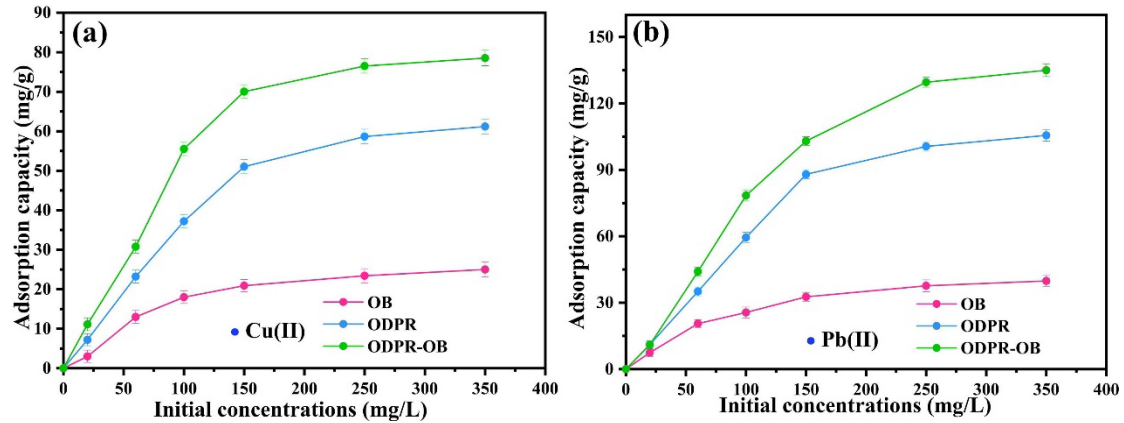 (a)
Adsorption capacity (mg/g)
90
80
70
60
50
40
30
20
10
0
0 50 100 150 200 250 300 350 400
Initial concentrations (mg/L)
Cu(II)
OB
ODPR
ODPR-OB
(b)
Adsorption capacity (mg/g)
150
120
90
60
30
0
0 50 100 150 200 250 300 350 400
Initial concentrations (mg/L)
Pb(II)
OB
ODPR
ODPR-OB